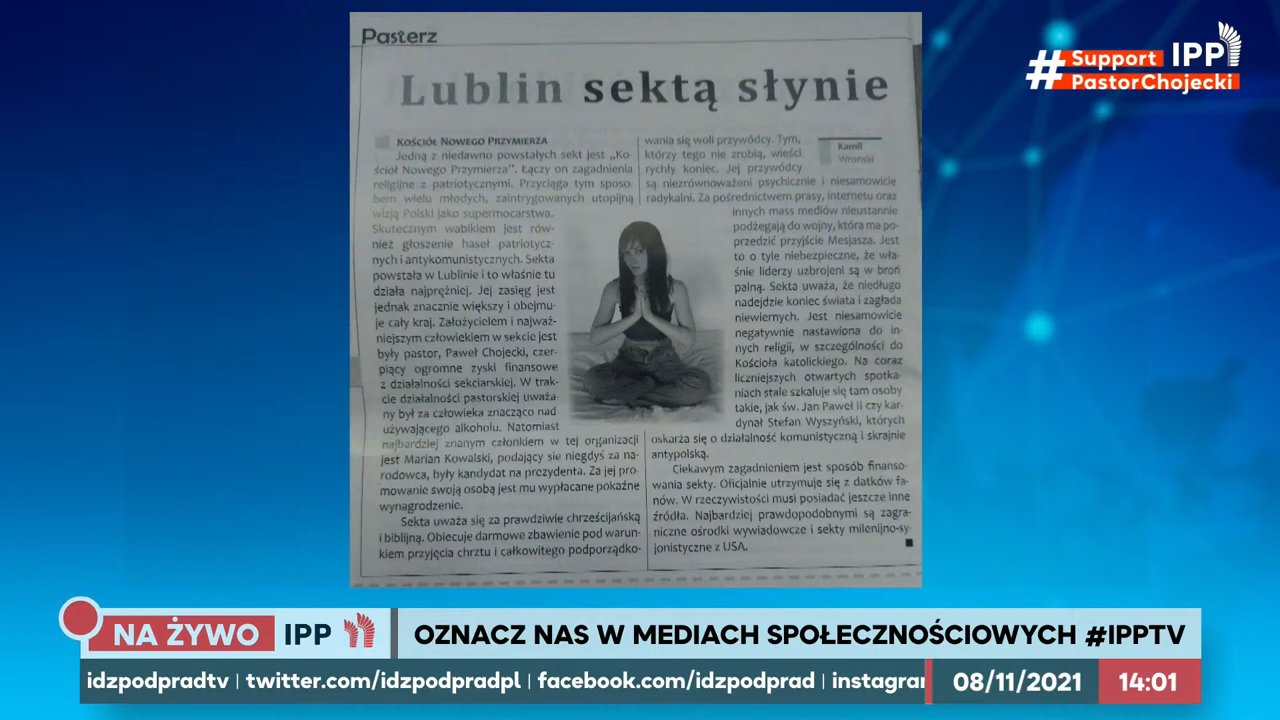 Pasterz
Lublin sektą słynie
Kościół Nowego Przymierza
Jedną z niedawno powstałych sekt jest „Ko-
ściół Nowego Przymierza”. Łączy on zagadnienia
religijne z patriotycznymi. Przyciąga tym sposo-
bem wielu młodych, zaintrygowanych utopijną
wizją Polski jako supermocarstwa.
Skutecznym wabikiem jest rów-
nież głoszenie haseł patriotycz-
nych i antykomunistycznych. Sekta
powstała w Lublinie i to właśnie tu
działa najprężniej. Jej zasięg jest
jednak znacznie większy i obejmu-
je cały kraj. Założycielem i najważ-
niejszym człowiekiem w sekcie jest
były pastor, Paweł Chojecki, czer-
piący ogromne zyski finansowe
z działalności sekciarskiej. W trak-
cie działalności pastorskiej uważa-
ny był za człowieka znacząco nad
używającego alkoholu. Natomiast
najbardziej znanym członkiem w tej organizacji
jest Marian Kowalski, podający sie niegdyś za na-
rodowca, były kandydat na prezydenta. Za jej pro-
mowanie swoją osobą jest mu wypłacane pokaźne
wynagrodzenie.
Sekta uważa się za prawdziwie chrześcijańską
i biblijną. Obiecuje darmowe zbawienie pod warun-
kiem przyjęcia chrztu i całkowitego podporządko-
wania się woli przywódcy. Tym,
którzy tego nie zrobią, wieści
rychły koniec. Jej przywódcy
są niezrównoważeni psychicznie i niesamowicie
radykalni. Za pośrednictwem prasy, internetu oraz
innych mass mediów nieustannie
podżegają do wojny, która ma po-
przedzić przyjście Mesjasza. Jest
to o tyle niebezpieczne, że wła-
śnie liderzy uzbrojeni są w broń
palną. Sekta uważa, że niedługo
nadejdzie koniec świata i zagłada
niewiernych. Jest niesamowicie
negatywnie nastawiona do in-
nych religii, w szczególności do
Kościoła katolickiego. Na coraz
liczniejszych otwartych spotka-
niach stale szkaluje się tam osoby
takie, jak św. Jan Paweł II czy kar-
dynał Stefan Wyszyński, których
oskarża się o działalność komunistyczną i skrajnie
antypolską.
Ciekawym zagadnieniem jest sposób finanso-
wania sekty. Oficjalnie utrzymuje się z datków fa-
nów. W rzeczywistości musi posiadać jeszcze inne
źródła. Najbardziej prawdopodobnymi są zagra-
niczne ośrodki wywiadowcze i sekty milenijno-sy-
jonistyczne z USA.
Kamil
Wroński
#Support
PastorChojecki
IPP
NA ŻYWO
IPP
OZNACZ NAS W MEDIACH SPOŁECZNOŚCIOWYCH #IPPTV
idzpodpradtv | twitter.com/idzpodpradpl | facebook.com/idzpodprad | instagra
08/11/2021
14:01